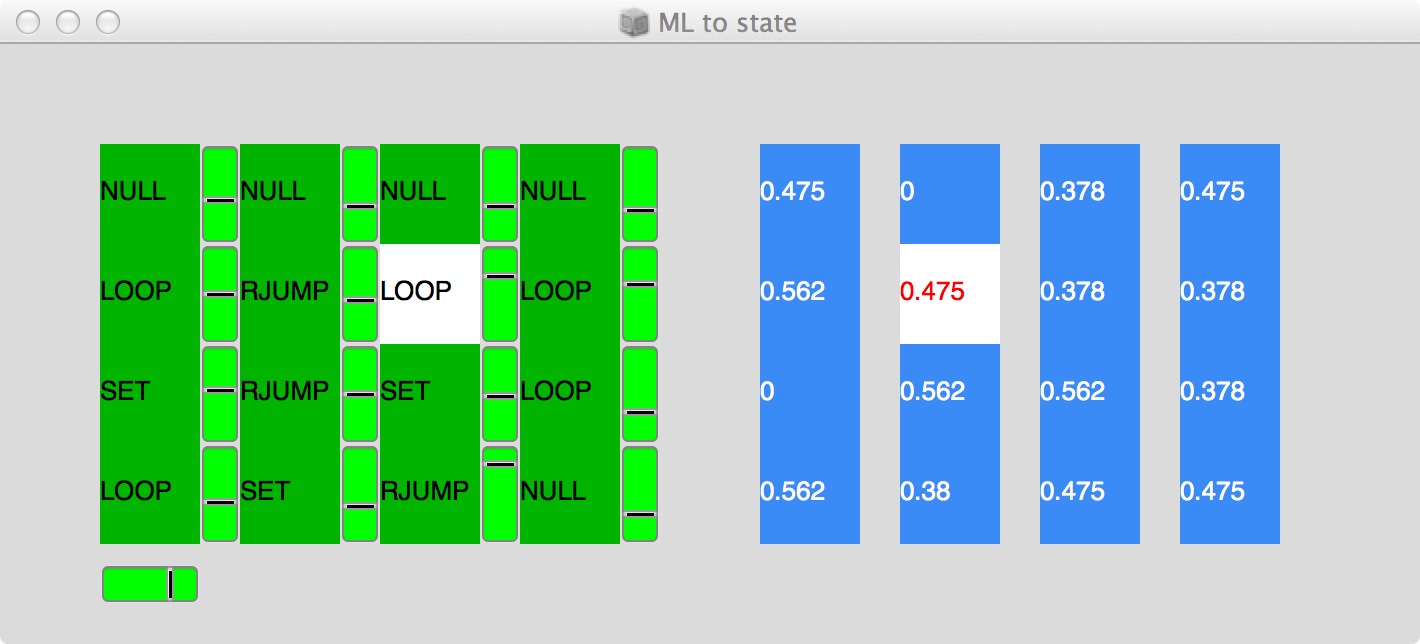 ML to state
NULL NULL NULL NULL 0.475 0 0.378 0.475
LOOP RJUMP LOOP LOOP 0.562 0.475 0.378 0.378
SET RJUMP SET LOOP 0 0.562 0.562 0.378
LOOP SET RJUMP NULL 0.562 0.38 0.475 0.475